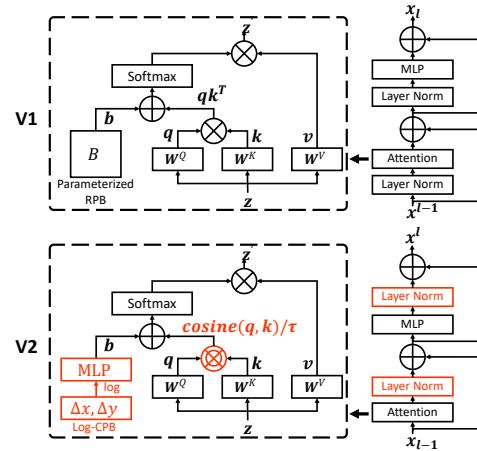 V1
z
Softmax
b
qk^T
q
k
v
B
W^Q
W^K
W^V
Parameterized
RPB
z
x_l
MLP
Layer Norm
Attention
Layer Norm
x^{l-1}
V2
z
Softmax
b
cosine(q, k)/τ
q
k
v
MLP
log
Δx, Δy
Log-CPB
W^Q
W^K
W^V
z
x^l
Layer Norm
MLP
Layer Norm
Attention
x_{l-1}